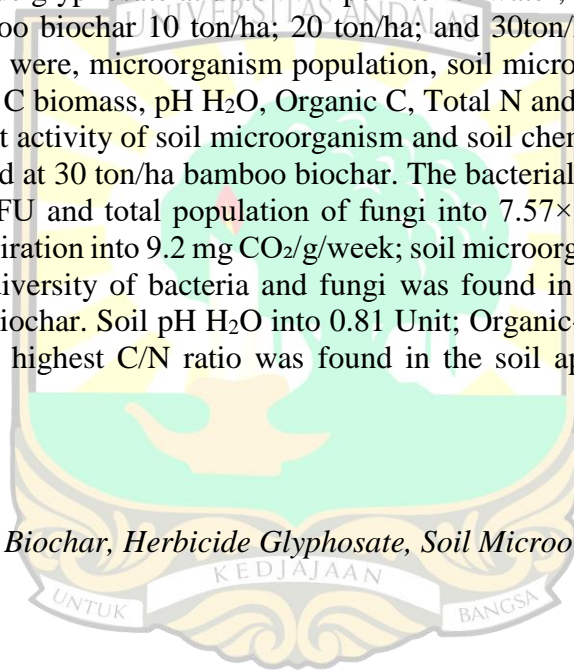 UNIVERSITAS ANDALAS
oo biochar 10 ton/ha; 20 ton/ha; and 30ton/
were, microorganism population, soil micro
C biomass, pH H₂O, Organic C, Total N and
t activity of soil microorganism and soil chem
d at 30 ton/ha bamboo biochar. The bacterial
FU and total population of fungi into 7.57×
iration into 9.2 mg CO₂/g/week; soil microorg
iversity of bacteria and fungi was found in
iochar. Soil pH H₂O into 0.81 Unit; Organic-
highest C/N ratio was found in the soil ap
Biochar, Herbicide Glyphosate, Soil Microo
KEDJAJAAN
UNTUK BANGSA